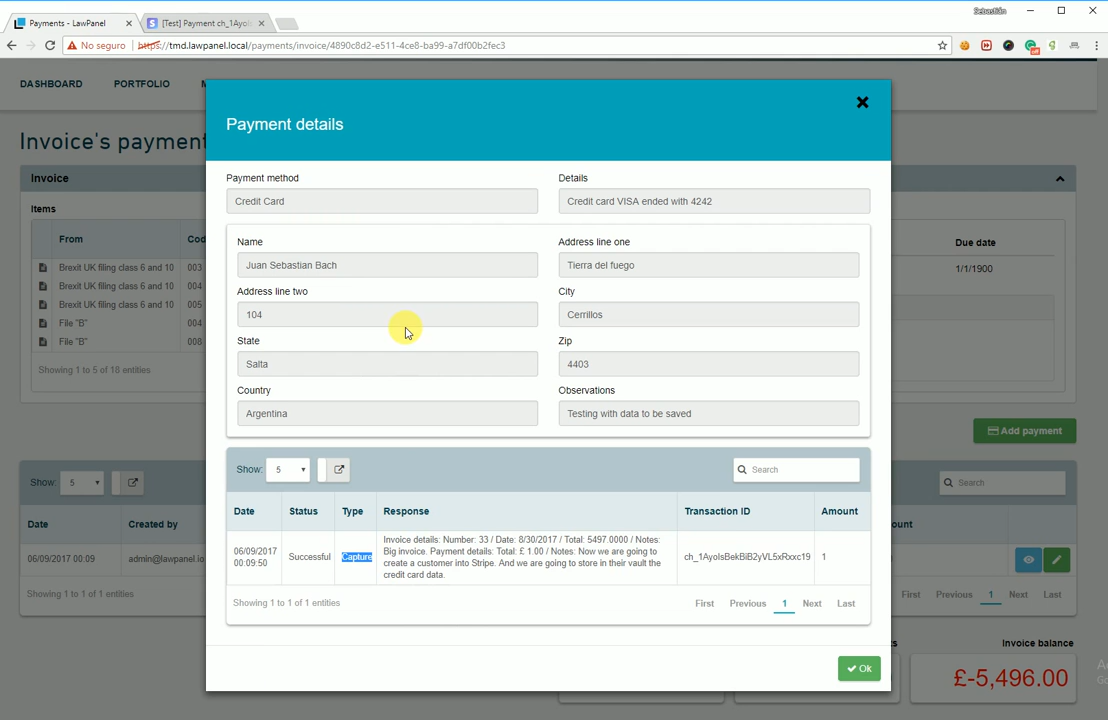 Sebastián
Payments - LawPanel
[Test] Payment ch_1AyoIs
No seguro https://tmd.lawpanel.local/payments/invoice/4890c8d2-e511-4ce8-ba99-a7df00b2fec3
off
DASHBOARD PORTFOLIO
Invoice's payment
Invoice
Items
From Cod
Due date
Brexit UK filing class 6 and 10 003
1/1/1900
Brexit UK filing class 6 and 10 004
Brexit UK filing class 6 and 10 005
File "B" 004
File "B" 008
Showing 1 to 5 of 18 entities
Add payment
Show: 5
Search
Date Created by
ount
06/09/2017 00:09 admin@lawpanel.io
Showing 1 to 1 of 1 entities
First Previous 1 Next Last
Invoice balance
£-5,496.00
Payment details
Payment method Details
Credit Card Credit card VISA ended with 4242
Name Address line one
Juan Sebastian Bach Tierra del fuego
Address line two City
104 Cerrillos
State Zip
Salta 4403
Country Observations
Argentina Testing with data to be saved
Show: 5 Search
Date Status Type Response Transaction ID Amount
06/09/2017
00:09:50
Successful
Capture
Invoice details: Number: 33 / Date: 8/30/2017 / Total: 5497.0000 / Notes:
Big invoice. Payment details: Total: £ 1.00 / Notes: Now we are going to
create a customer into Stripe. And we are going to store in their vault the
credit card data.
ch_1AyoIsBekBiB2yVL5xRxxc19
1
Showing 1 to 1 of 1 entities
First Previous 1 Next Last
Ok